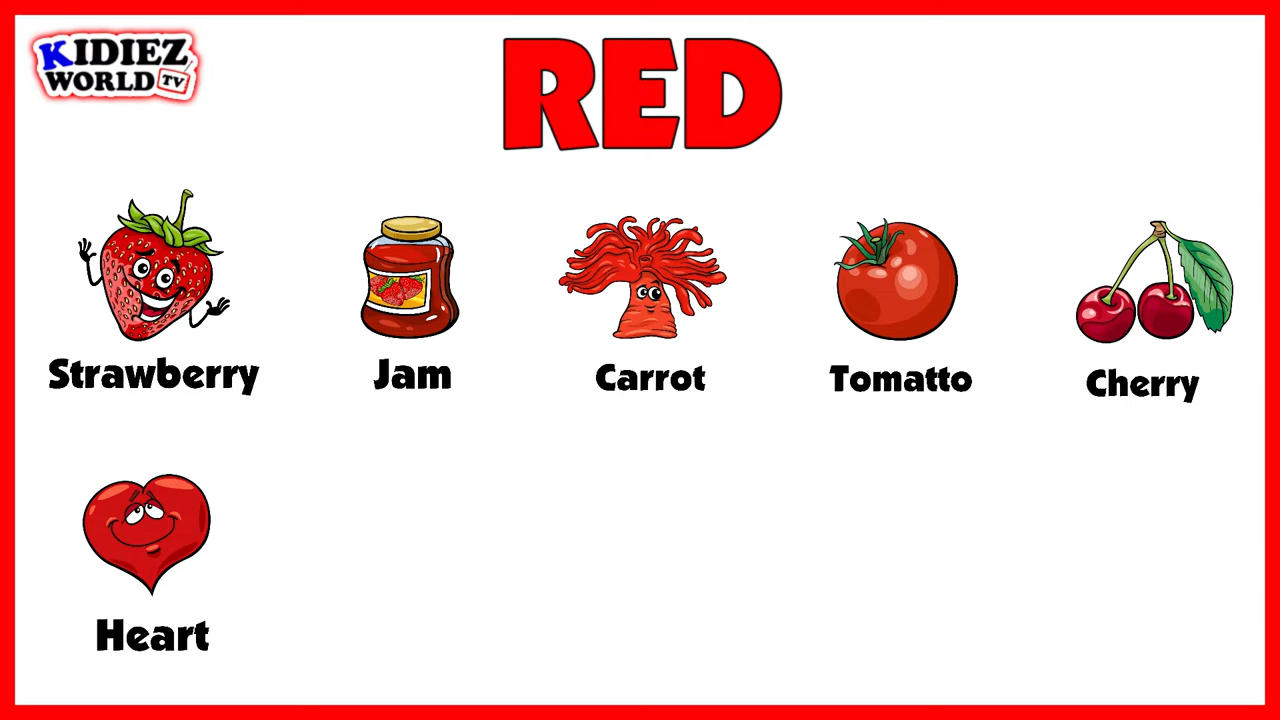 KIDIEZ
WORLD TV
RED
Strawberry
Jam
Carrot
Tomatto
Cherry
Heart